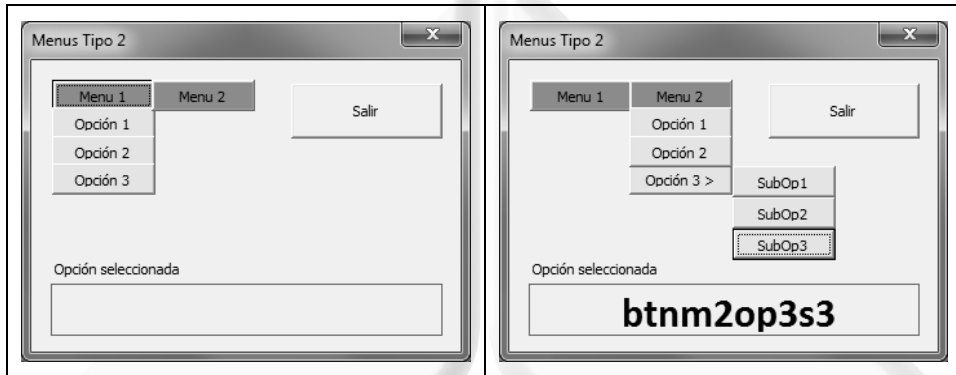 Menus Tipo 2
X
Menu 1 Menu 2
Salir
Opción 1
Opción 2
Opción 3
Opción seleccionada
Menus Tipo 2
X
Menu 1 Menu 2
Salir
Opción 1
Opción 2
Opción 3 > SubOp1
SubOp2
SubOp3
Opción seleccionada
btnm2op3s3